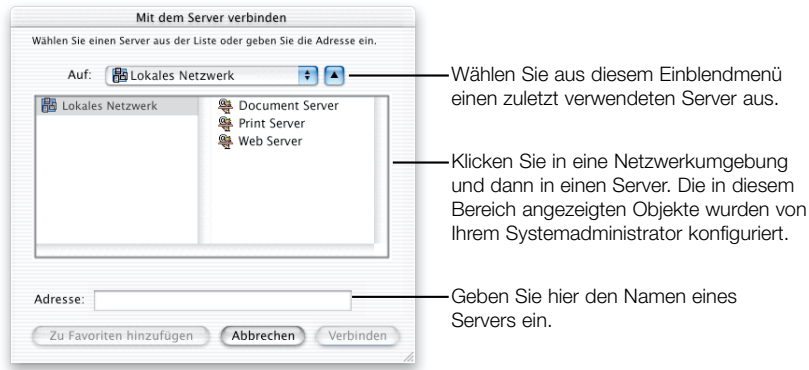 Mit dem Server verbinden
Wählen Sie einen Server aus der Liste oder geben Sie die Adresse ein.
Auf: Lokales Netzwerk
Wählen Sie aus diesem Einblendmenü
einen zuletzt verwendeten Server aus.
Lokales Netzwerk
Document Server
Print Server
Web Server
Klicken Sie in eine Netzwerkumgebung
und dann in einen Server. Die in diesem
Bereich angezeigten Objekte wurden von
Ihrem Systemadministrator konfiguriert.
Adresse:
Geben Sie hier den Namen eines
Servers ein.
Zu Favoriten hinzufügen Abbrechen Verbinden